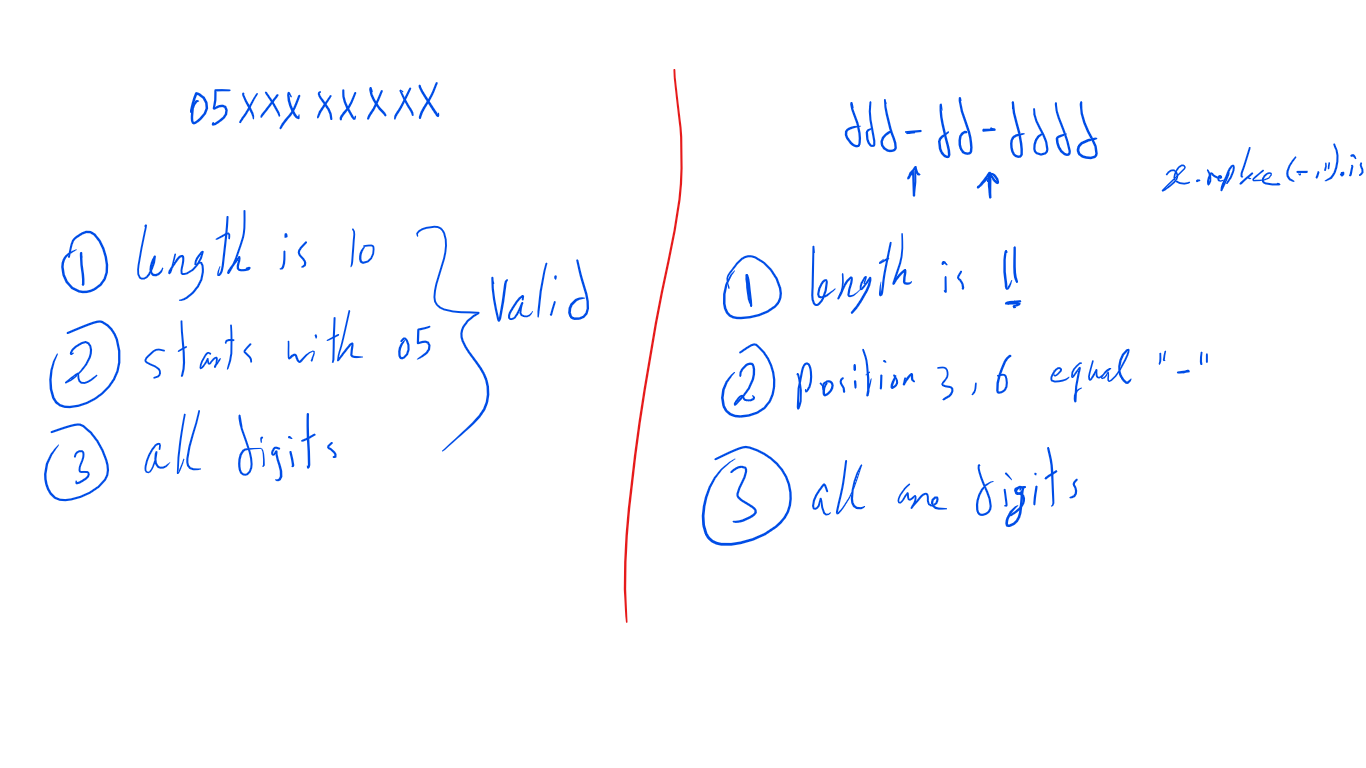 05XXXXXXXX
① length is 10
② starts with 05
③ all digits
Valid
ddd-dd-dddd
x.replace(-,").is
① length is 11
② position 3, 6 equal "-"
③ all are digits